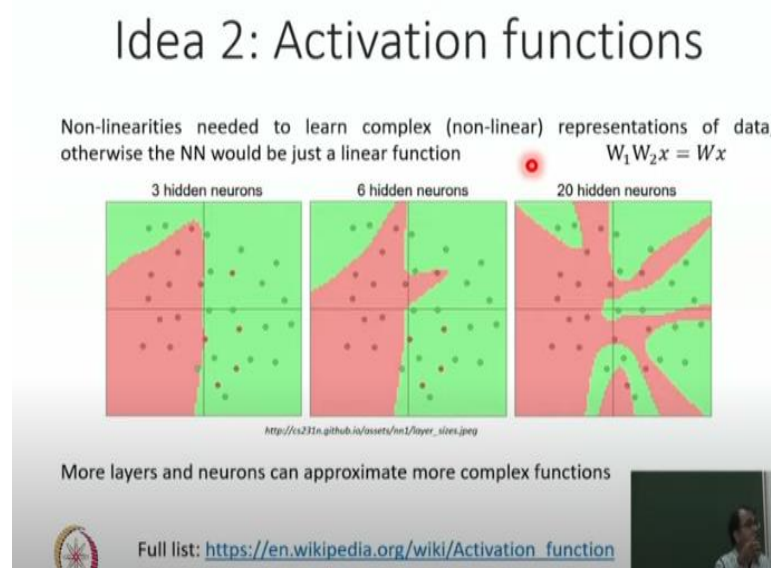 Idea 2: Activation functions
Non-linearities needed to learn complex (non-linear) representations of data,
otherwise the NN would be just a linear function W₁W₂x = Wx
3 hidden neurons 6 hidden neurons 20 hidden neurons
http://cs231n.github.io/assets/nn1/layer_sizes.jpeg
More layers and neurons can approximate more complex functions
Full list: https://en.wikipedia.org/wiki/Activation_function